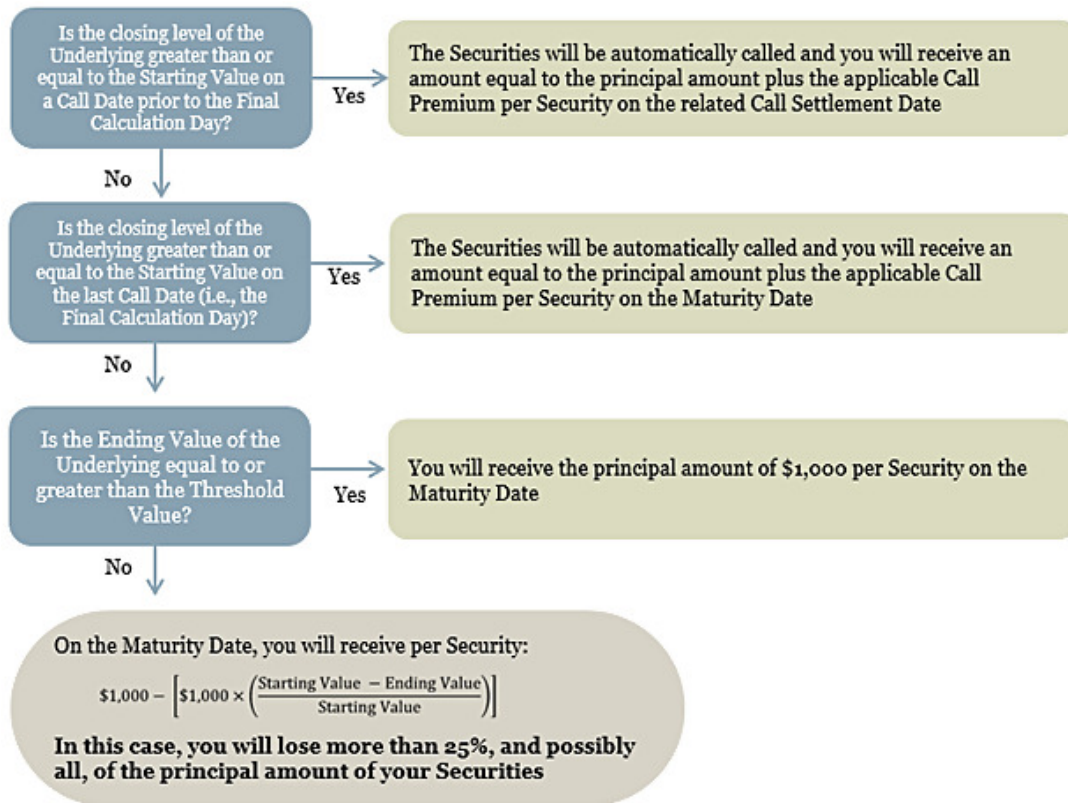 Is the closing level of the
Underlying greater than or
equal to the Starting Value on
a Call Date prior to the Final
Calculation Day?
Yes
The Securities will be automatically called and you will receive an
amount equal to the principal amount plus the applicable Call
Premium per Security on the related Call Settlement Date
No
Is the closing level of the
Underlying greater than or
equal to the Starting Value on
the last Call Date (i.e., the
Final Calculation Day)?
Yes
The Securities will be automatically called and you will receive an
amount equal to the principal amount plus the applicable Call
Premium per Security on the Maturity Date
No
Is the Ending Value of the
Underlying equal to or
greater than the Threshold
Value?
Yes
You will receive the principal amount of $1,000 per Security on the
Maturity Date
No
On the Maturity Date, you will receive per Security:
$1,000 − [$1,000 × (Starting Value − Ending Value / Starting Value)]
In this case, you will lose more than 25%, and possibly
all, of the principal amount of your Securities